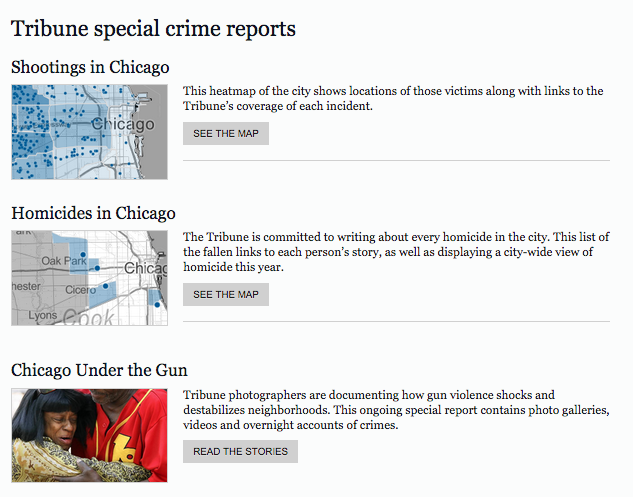 Tribune special crime reports
Shootings in Chicago
Chicago
This heatmap of the city shows locations of those victims along with links to the
Tribune's coverage of each incident.
SEE THE MAP
Homicides in Chicago
Oak Park
Chicag
Cicero
hester
Lyons
Cook
The Tribune is committed to writing about every homicide in the city. This list of
the fallen links to each person's story, as well as displaying a city-wide view of
homicide this year.
SEE THE MAP
Chicago Under the Gun
Tribune photographers are documenting how gun violence shocks and
destabilizes neighborhoods. This ongoing special report contains photo galleries,
videos and overnight accounts of crimes.
READ THE STORIES